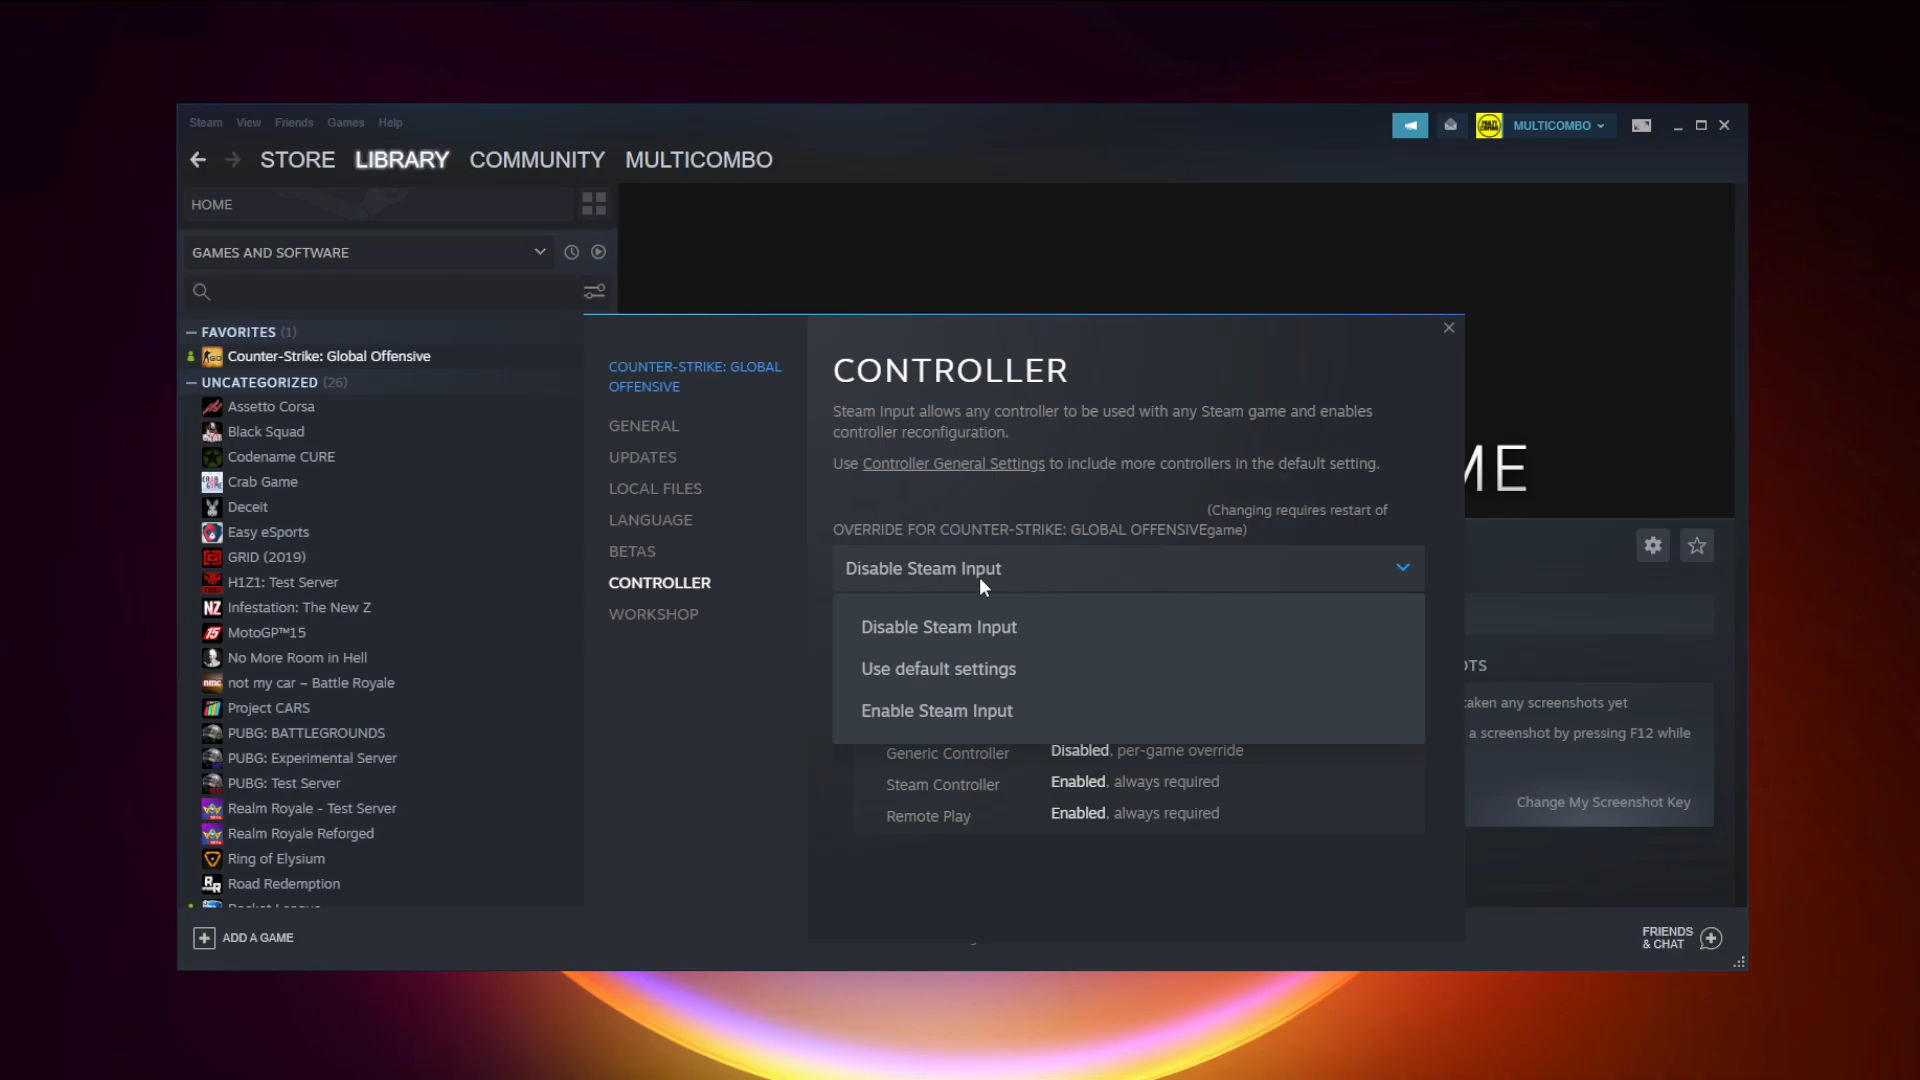 Steam View Friends Games Help
MULTICOMBO
STORE LIBRARY COMMUNITY MULTICOMBO
HOME
GAMES AND SOFTWARE
FAVORITES (1)
Counter-Strike: Global Offensive
UNCATEGORIZED (26)
Assetto Corsa
Black Squad
Codename CURE
Crab Game
Deceit
Easy eSports
GRID (2019)
H1Z1: Test Server
Infestation: The New Z
MotoGP™15
No More Room in Hell
not my car – Battle Royale
Project CARS
PUBG: BATTLEGROUNDS
PUBG: Experimental Server
PUBG: Test Server
Realm Royale - Test Server
Realm Royale Reforged
Ring of Elysium
Road Redemption
ADD A GAME
COUNTER-STRIKE: GLOBAL
OFFENSIVE
GENERAL
UPDATES
LOCAL FILES
LANGUAGE
BETAS
CONTROLLER
WORKSHOP
CONTROLLER
Steam Input allows any controller to be used with any Steam game and enables
controller reconfiguration.
Use Controller General Settings to include more controllers in the default setting.
(Changing requires restart of
OVERRIDE FOR COUNTER-STRIKE: GLOBAL OFFENSIVEgame)
Disable Steam Input
Disable Steam Input
Use default settings
Enable Steam Input
Generic Controller Disabled, per-game override
Steam Controller Enabled, always required
Remote Play Enabled, always required
ME
OTS
taken any screenshots yet
a screenshot by pressing F12 while
Change My Screenshot Key
FRIENDS
& CHAT